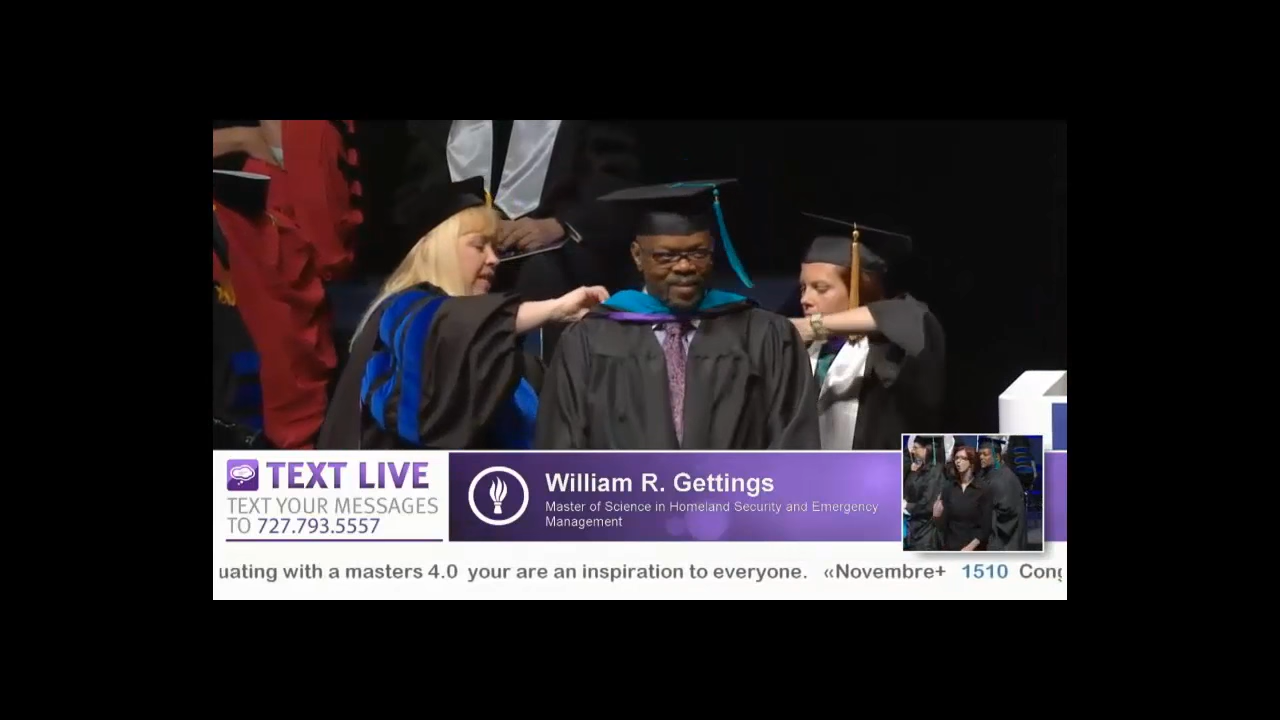 TEXT LIVE
TEXT YOUR MESSAGES
TO 727.793.5557
William R. Gettings
Master of Science in Homeland Security and Emergency
Management
uating with a masters 4.0 your are an inspiration to everyone. «Novembre+ 1510 Cong